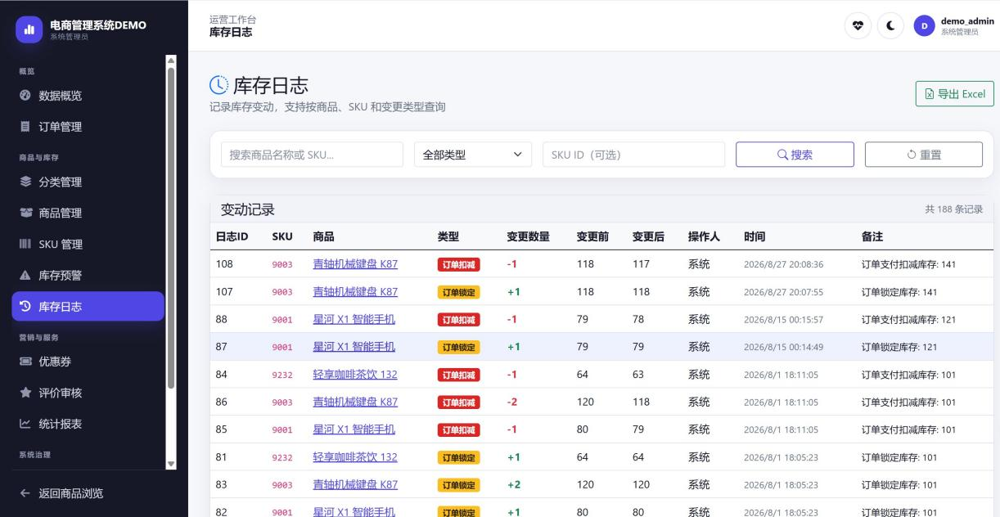 电商管理系统DEMO
系统管理员
概览
数据概览
订单管理
商品与库存
分类管理
商品管理
SKU 管理
库存预警
库存日志
营销与服务
优惠券
评价审核
统计报表
系统治理
返回商品浏览
运营工作台
库存日志
D
demo_admin
系统管理员
库存日志
记录库存变动，支持按商品、SKU 和变更类型查询
导出 Excel
搜索商品名称或 SKU... 全部类型 SKU ID（可选） 搜索 重置
变动记录 共 188 条记录
日志ID SKU 商品 类型 变更数量 变更前 变更后 操作人 时间 备注
108 9003 青轴机械键盘 K87 订单扣减 -1 118 117 系统 2026/8/27 20:08:36 订单支付扣减库存: 141
107 9003 青轴机械键盘 K87 订单锁定 +1 118 118 系统 2026/8/27 20:07:55 订单锁定库存: 141
88 9001 星河 X1 智能手机 订单扣减 -1 79 78 系统 2026/8/15 00:15:57 订单支付扣减库存: 121
87 9001 星河 X1 智能手机 订单锁定 +1 79 79 系统 2026/8/15 00:14:49 订单锁定库存: 121
84 9232 轻享咖啡茶饮 132 订单扣减 -1 64 63 系统 2026/8/1 18:11:05 订单支付扣减库存: 101
86 9003 青轴机械键盘 K87 订单扣减 -2 120 118 系统 2026/8/1 18:11:05 订单支付扣减库存: 101
85 9001 星河 X1 智能手机 订单扣减 -1 80 79 系统 2026/8/1 18:11:05 订单支付扣减库存: 101
81 9232 轻享咖啡茶饮 132 订单锁定 +1 64 64 系统 2026/8/1 18:05:23 订单锁定库存: 101
83 9003 青轴机械键盘 K87 订单锁定 +2 120 120 系统 2026/8/1 18:05:23 订单锁定库存: 101
82 9001 星河 X1 智能手机 订单锁定 +1 80 80 系统 2026/8/1 18:05:23 订单锁定库存: 101